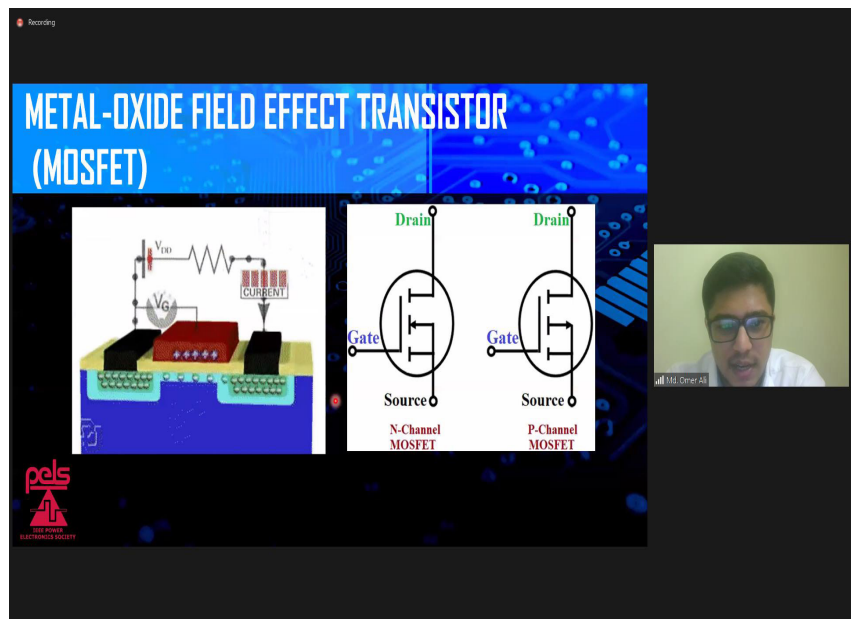 Recording
METAL-OXIDE FIELD EFFECT TRANSISTOR
(MOSFET)
VDD
CURRENT
VG
+++++
Drain
Drain
Gate
Gate
Source
Source
N-Channel
MOSFET
P-Channel
MOSFET
Md. Omer Ali
pels
IEEE POWER
ELECTRONICS SOCIETY